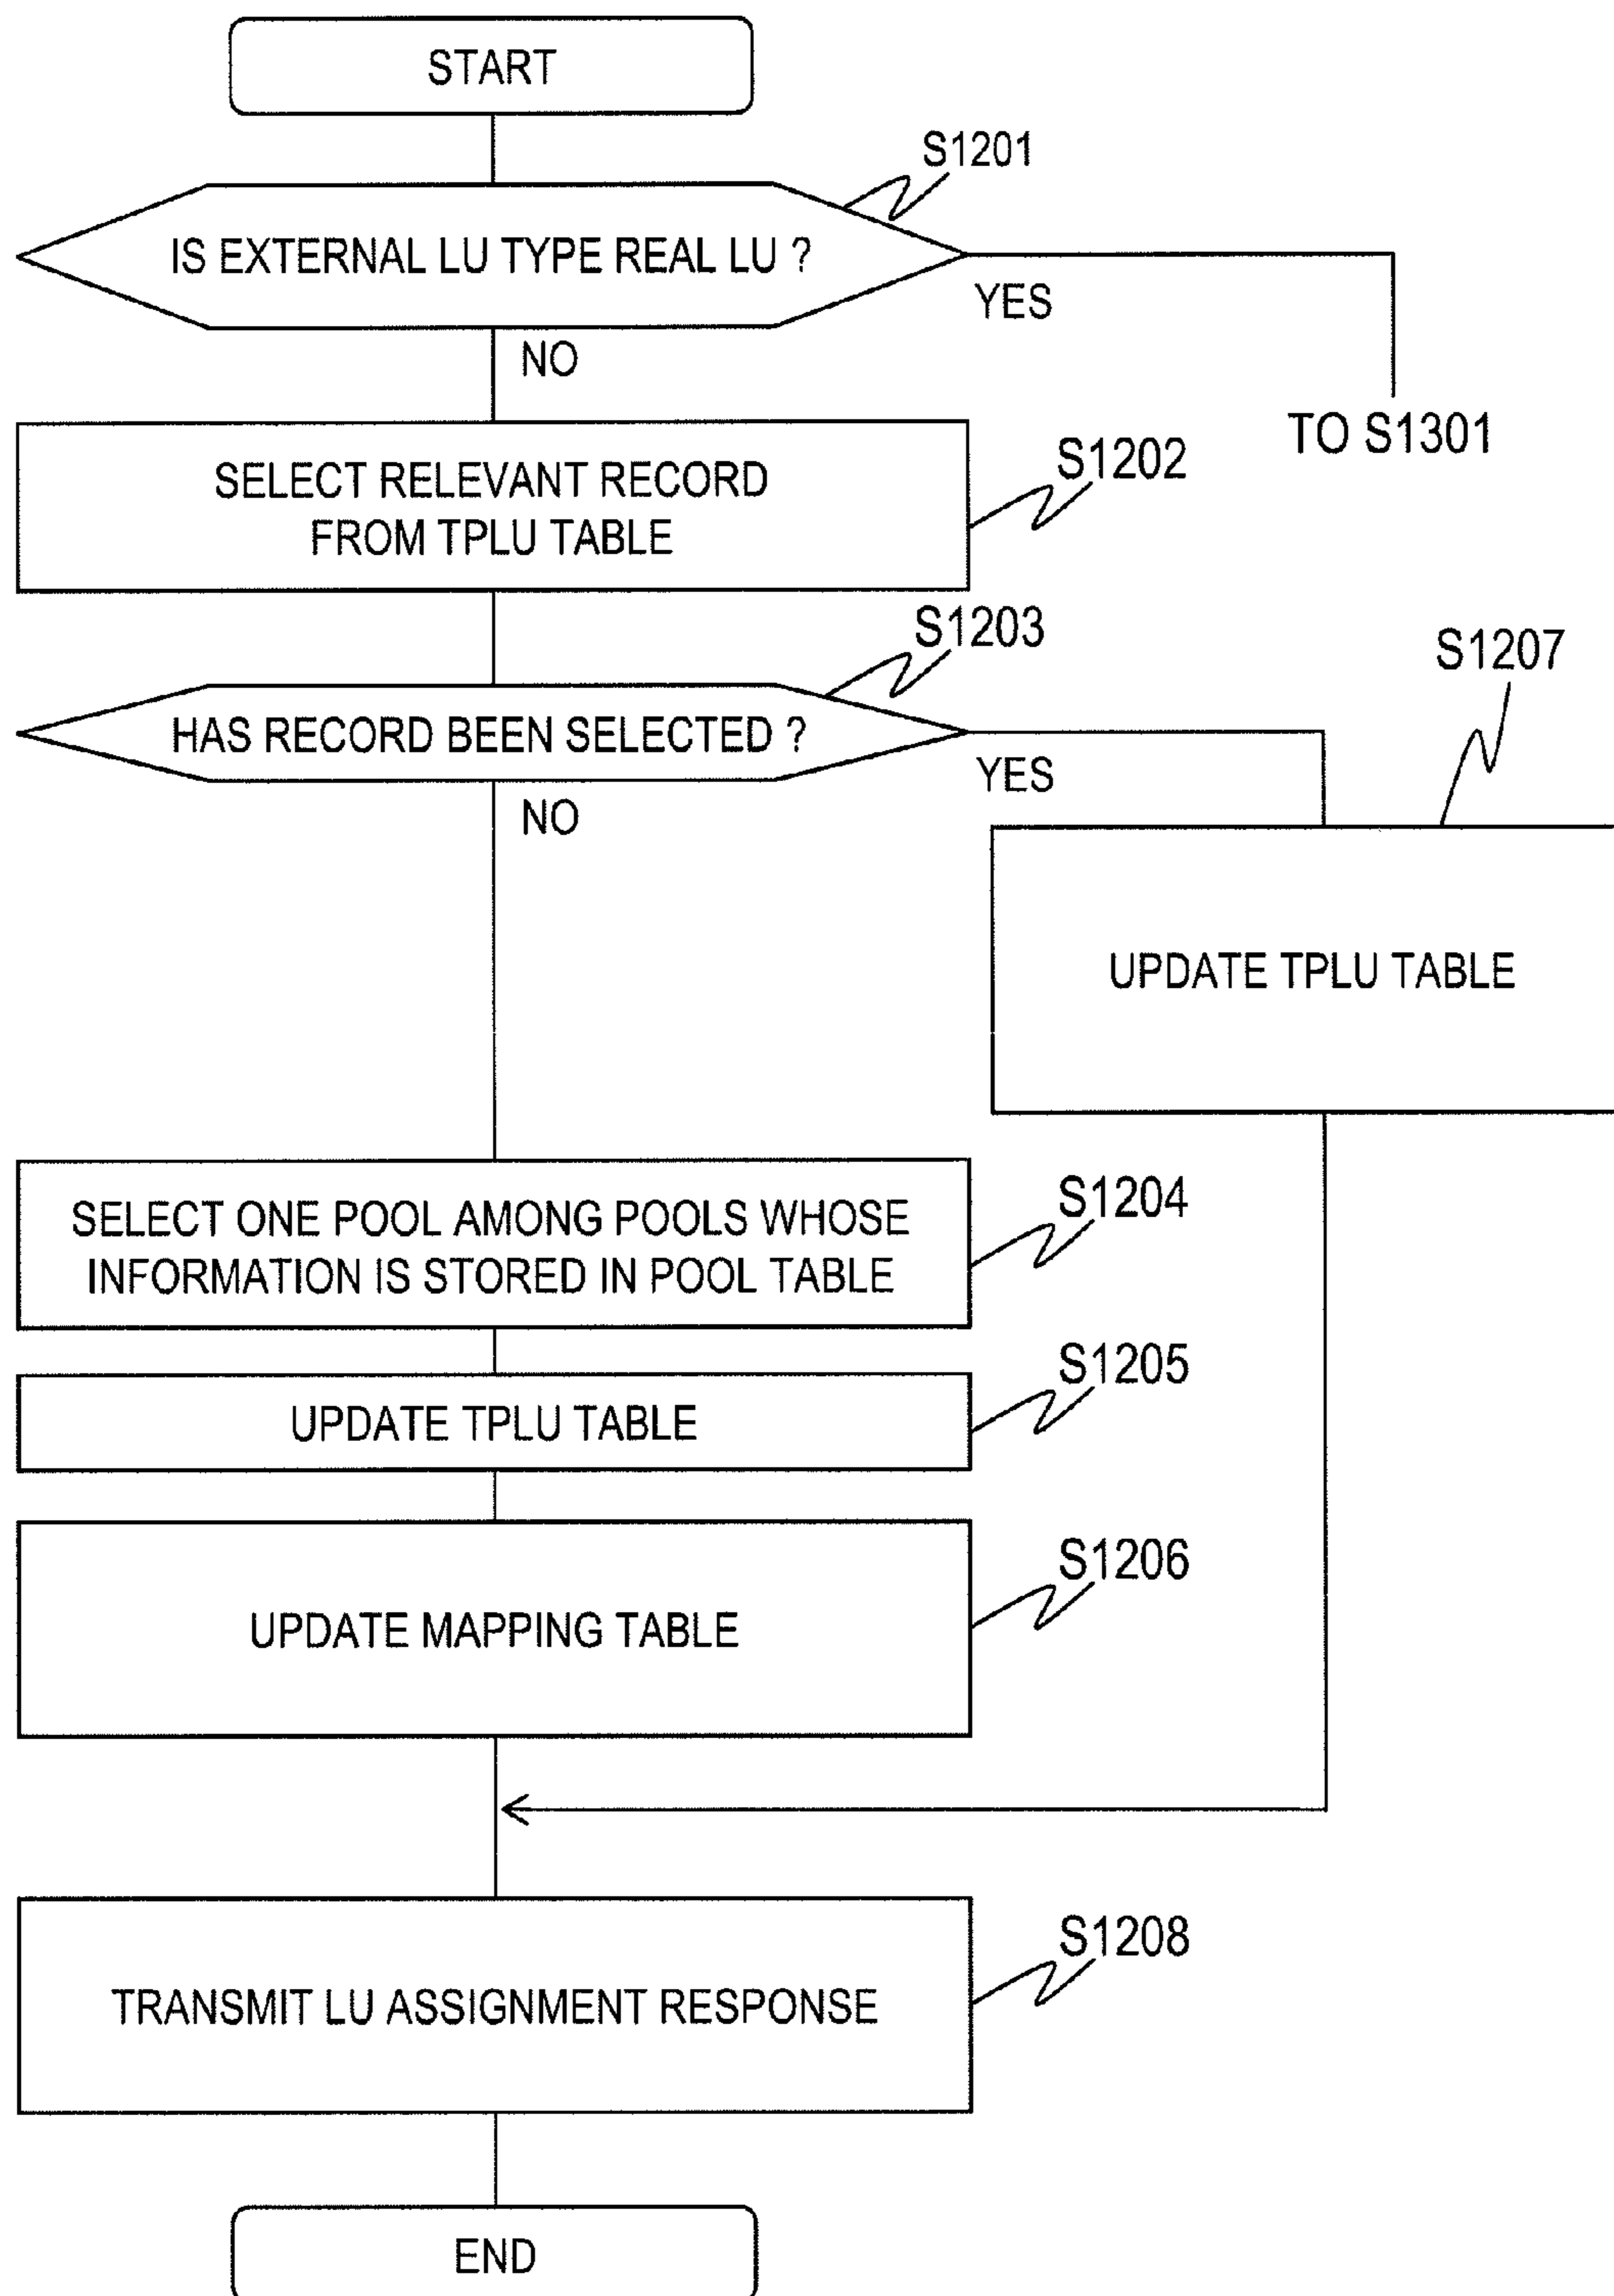 START
S1201
IS EXTERNAL LU TYPE REAL LU ?
YES
NO
TO S1301
SELECT RELEVANT RECORD
FROM TPLU TABLE
S1202
S1203
HAS RECORD BEEN SELECTED ?
YES
NO
S1207
UPDATE TPLU TABLE
SELECT ONE POOL AMONG POOLS WHOSE
INFORMATION IS STORED IN POOL TABLE
S1204
UPDATE TPLU TABLE
S1205
UPDATE MAPPING TABLE
S1206
TRANSMIT LU ASSIGNMENT RESPONSE
S1208
END